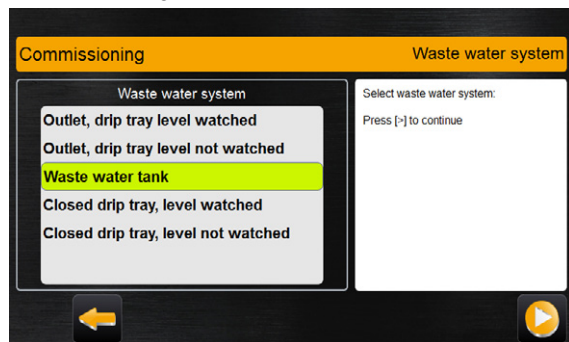 Commissioning
Waste water system
Waste water system
Outlet, drip tray level watched
Outlet, drip tray level not watched
Waste water tank
Closed drip tray, level watched
Closed drip tray, level not watched
Select waste water system:
Press [>] to continue